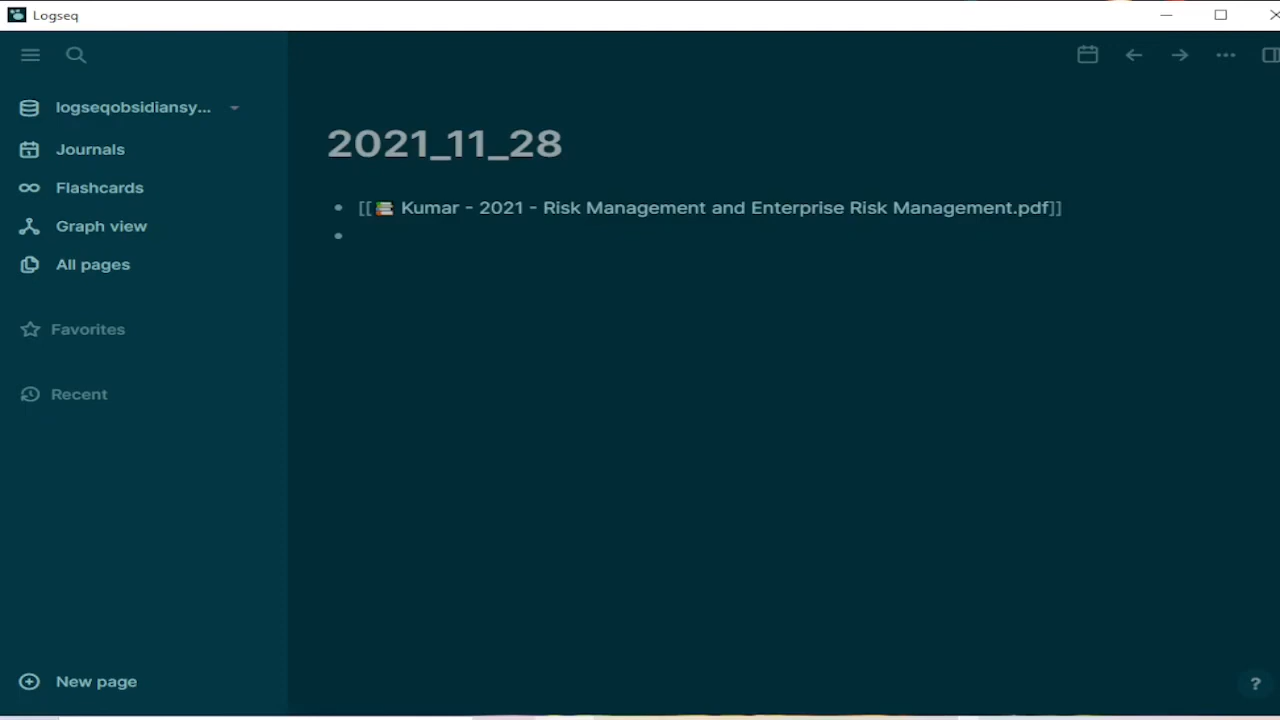 Logseq
logseqobsidiansy...
Journals
Flashcards
Graph view
All pages
Favorites
Recent
New page
2021_11_28
[[📚 Kumar - 2021 - Risk Management and Enterprise Risk Management.pdf]]
?